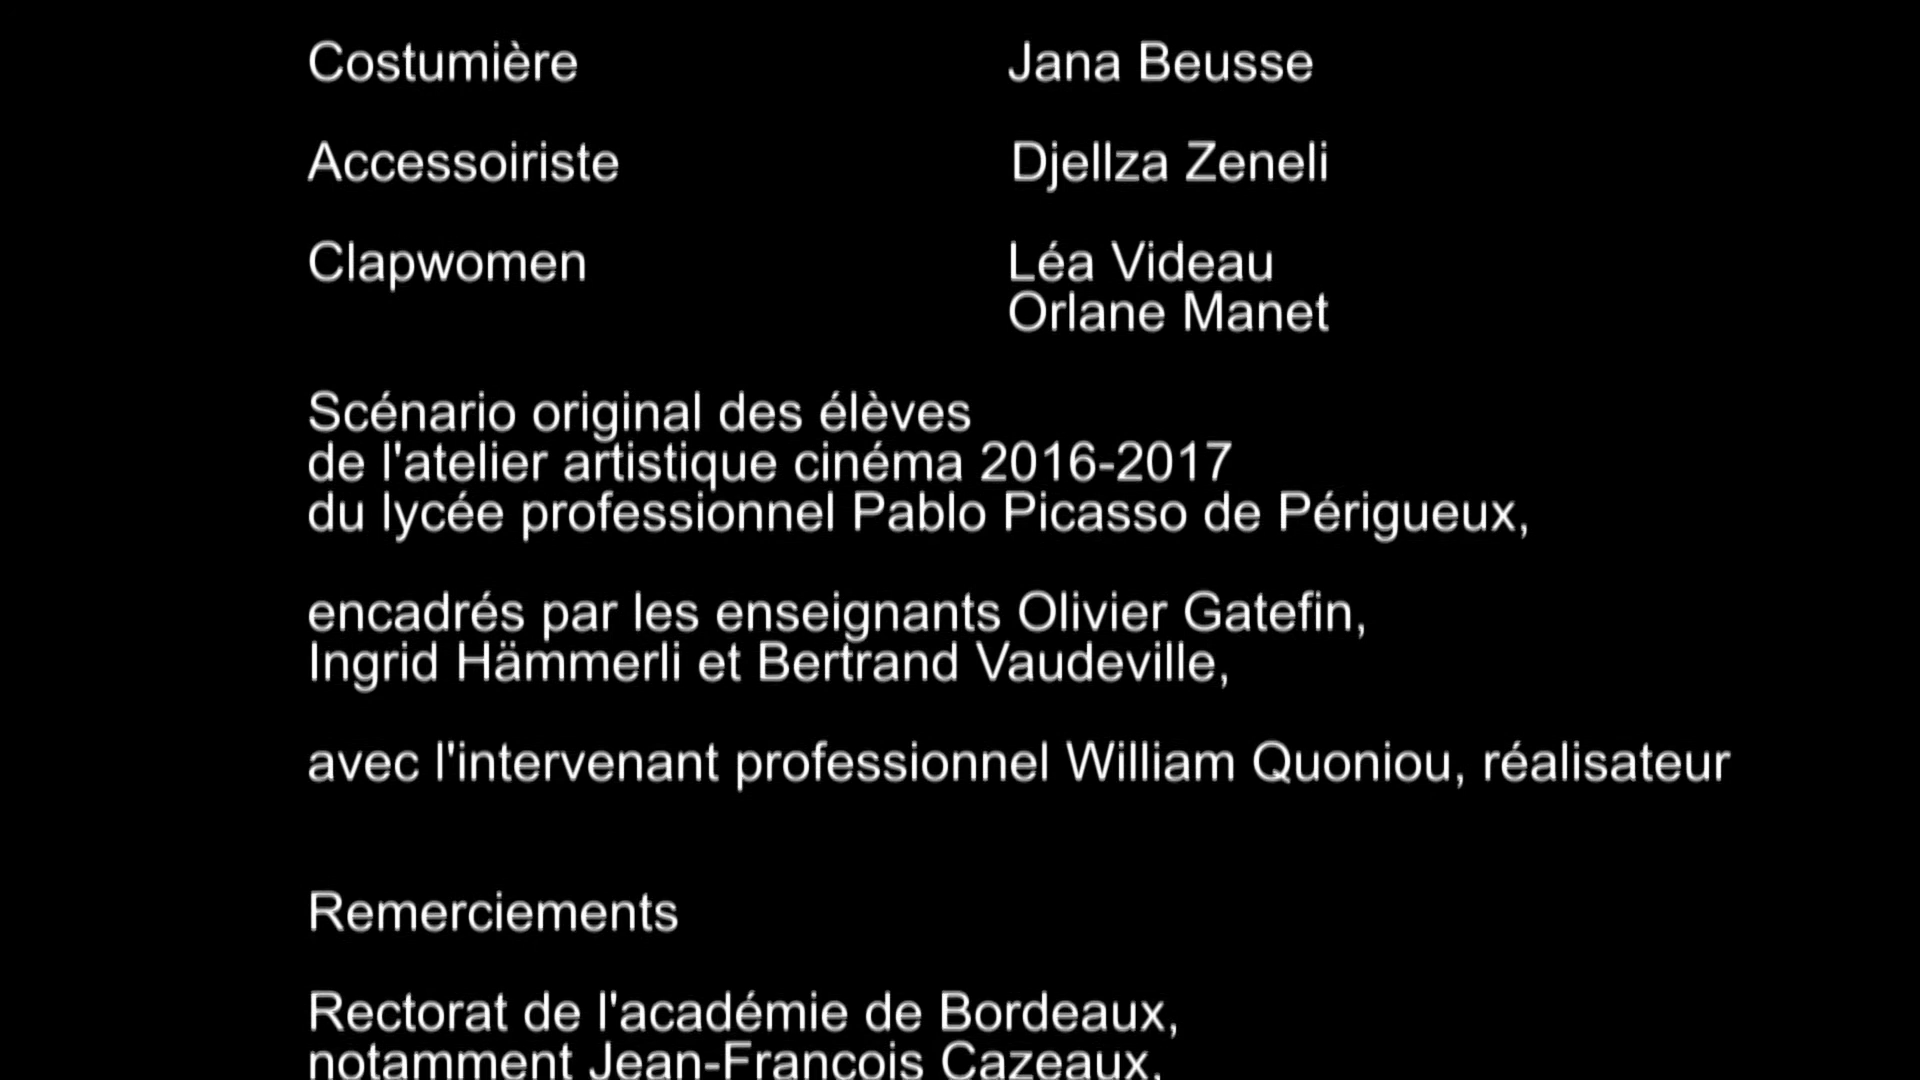 Costumière Jana Beusse
Accessoiriste Djellza Zeneli
Clapwomen Léa Videau
Orlane Manet
Scénario original des élèves
de l'atelier artistique cinéma 2016-2017
du lycée professionnel Pablo Picasso de Périgueux,
encadrés par les enseignants Olivier Gatefin,
Ingrid Hämmerli et Bertrand Vaudeville,
avec l'intervenant professionnel William Quoniou, réalisateur
Remerciements
Rectorat de l'académie de Bordeaux,
notamment Jean-François Cazeaux,